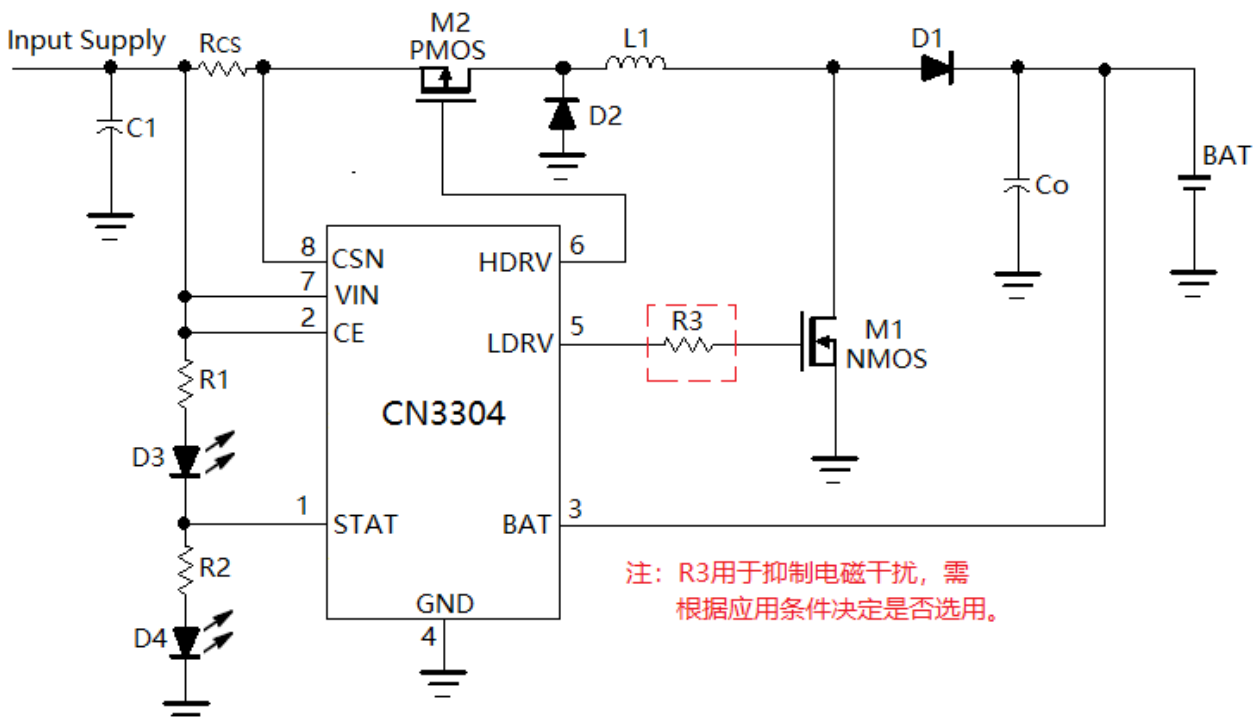 Input Supply
RCS
M2
PMOS
L1
D1
C1
D2
Co
BAT
8
CSN
6
HDRV
7
VIN
2
CE
5
LDRV
R3
M1
NMOS
R1
CN3304
D3
1
STAT
3
BAT
R2
D4
GND
4
注：R3用于抑制电磁干扰，需
根据应用条件决定是否选用。